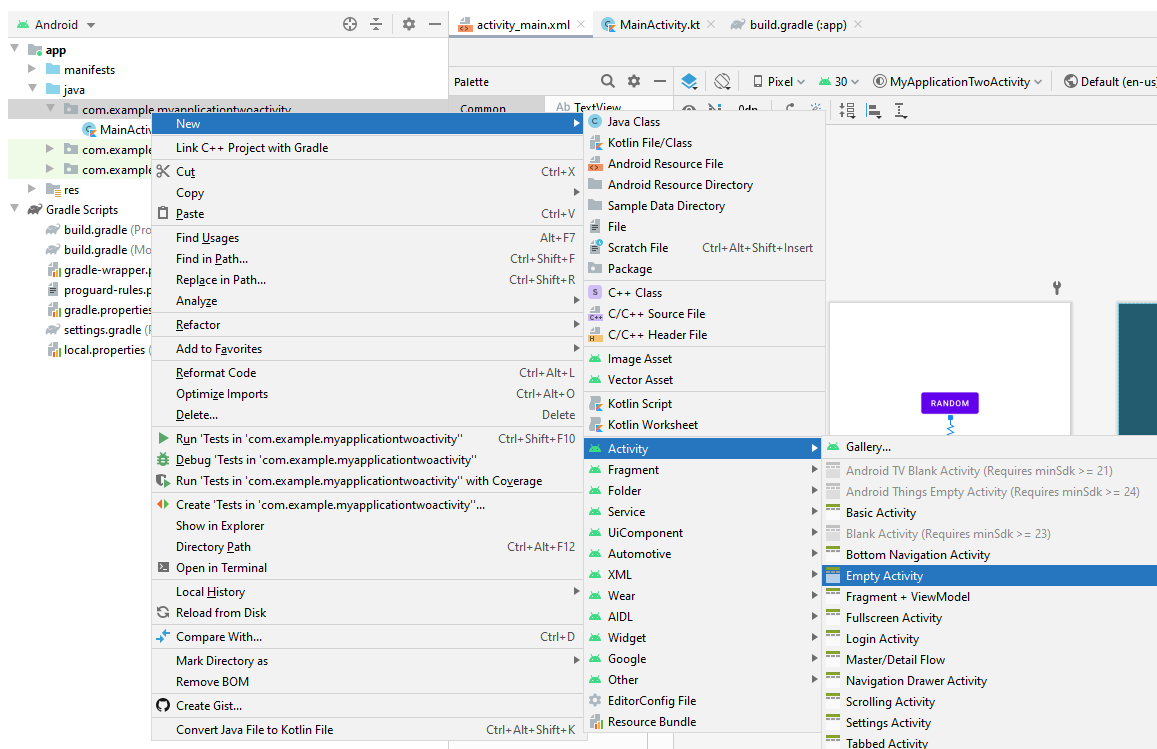 Android
activity_main.xml
MainActivity.kt
build.gradle (:app)
app
manifests
java
com.example.myapplicationtwoactivity
MainActiv
com.example
com.example
res
Gradle Scripts
build.gradle (Pro
build.gradle (Mo
gradle-wrapper.p
proguard-rules.p
gradle.properties
settings.gradle (P
local.properties (
Palette
Pixel
30
MyApplicationTwoActivity
Default (en-us
Common
Ab TextView
0dp
RANDOM
New
Link C++ Project with Gradle
Cut Ctrl+X
Copy
Paste Ctrl+V
Find Usages Alt+F7
Find in Path... Ctrl+Shift+F
Replace in Path... Ctrl+Shift+R
Analyze
Refactor
Add to Favorites
Reformat Code Ctrl+Alt+L
Optimize Imports Ctrl+Alt+O
Delete... Delete
Run 'Tests in 'com.example.myapplicationtwoactivity'' Ctrl+Shift+F10
Debug 'Tests in 'com.example.myapplicationtwoactivity''
Run 'Tests in 'com.example.myapplicationtwoactivity'' with Coverage
Create 'Tests in 'com.example.myapplicationtwoactivity''...
Show in Explorer
Directory Path Ctrl+Alt+F12
Open in Terminal
Local History
Reload from Disk
Compare With... Ctrl+D
Mark Directory as
Remove BOM
Create Gist...
Convert Java File to Kotlin File Ctrl+Alt+Shift+K
Java Class
Kotlin File/Class
Android Resource File
Android Resource Directory
Sample Data Directory
File
Scratch File Ctrl+Alt+Shift+Insert
Package
C++ Class
C/C++ Source File
C/C++ Header File
Image Asset
Vector Asset
Kotlin Script
Kotlin Worksheet
Activity
Fragment
Folder
Service
UiComponent
Automotive
XML
Wear
AIDL
Widget
Google
Other
EditorConfig File
Resource Bundle
Gallery...
Android TV Blank Activity (Requires minSdk >= 21)
Android Things Empty Activity (Requires minSdk >= 24)
Basic Activity
Blank Activity (Requires minSdk >= 23)
Bottom Navigation Activity
Empty Activity
Fragment + ViewModel
Fullscreen Activity
Login Activity
Master/Detail Flow
Navigation Drawer Activity
Scrolling Activity
Settings Activity
Tabbed Activity